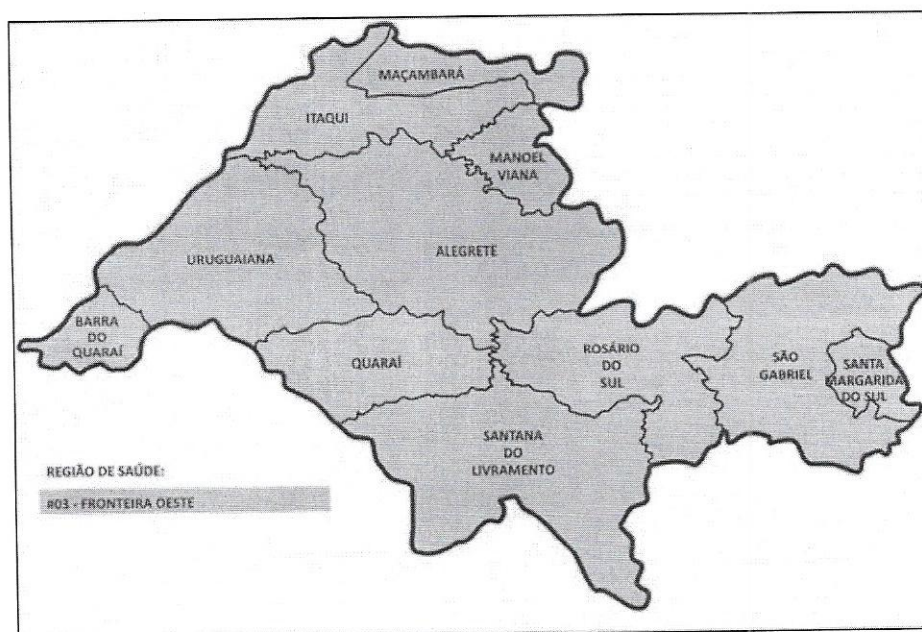 MAÇAMBARÁ
ITAQUI
MANOEL
VIANA
ALEGRETE
URUGUAIANA
BARRA
DO
QUARAÍ
QUARAÍ
ROSÁRIO
DO
SUL
SÃO
GABRIEL
SANTA
MARGARIDA
DO SUL
SANTANA
DO
LIVRAMENTO
REGIÃO DE SAÚDE:
#03 - FRONTEIRA OESTE